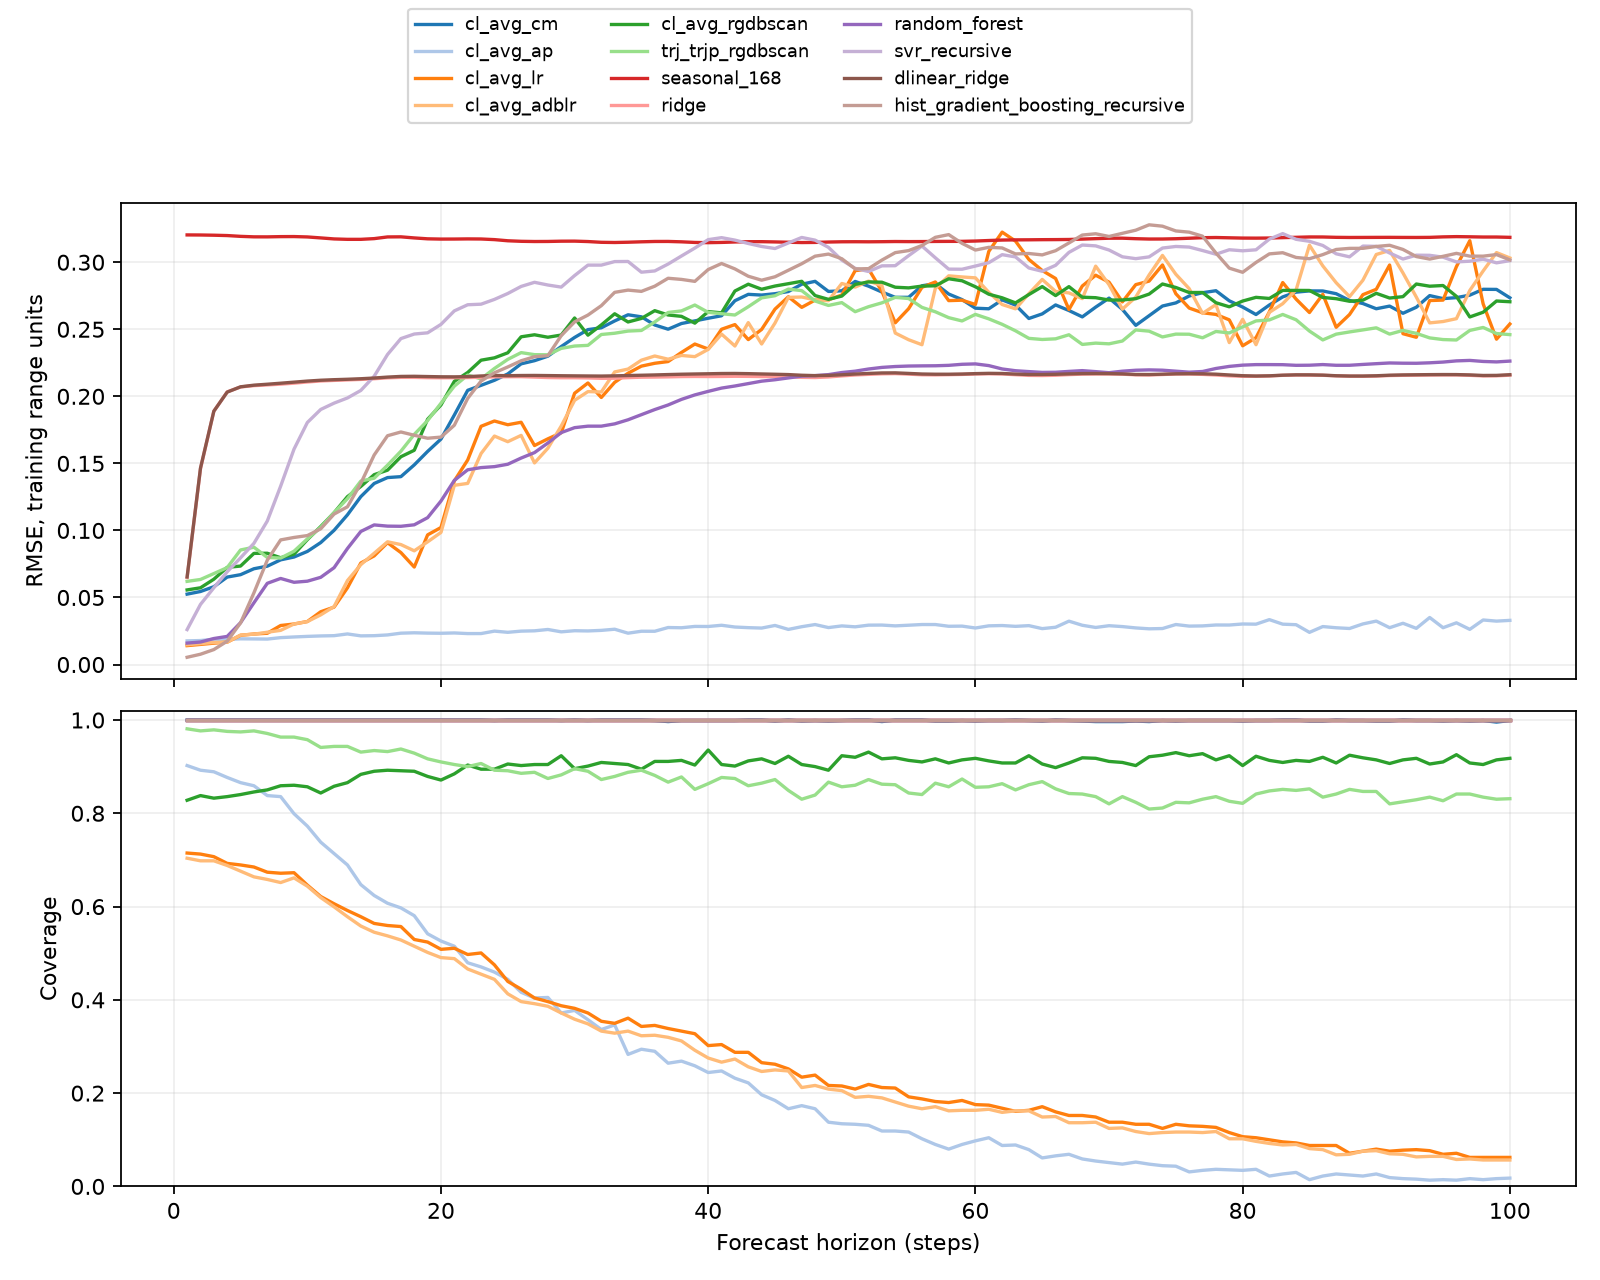 cl_avg_cm
cl_avg_ap
cl_avg_lr
cl_avg_adblr
cl_avg_rgdbscan
trj_trjp_rgdbscan
seasonal_168
ridge
random_forest
svr_recursive
dlinear_ridge
hist_gradient_boosting_recursive
RMSE, training range units
0.30
0.25
0.20
0.15
0.10
0.05
0.00
Coverage
1.0
0.8
0.6
0.4
0.2
0.0
0 20 40 60 80 100
Forecast horizon (steps)